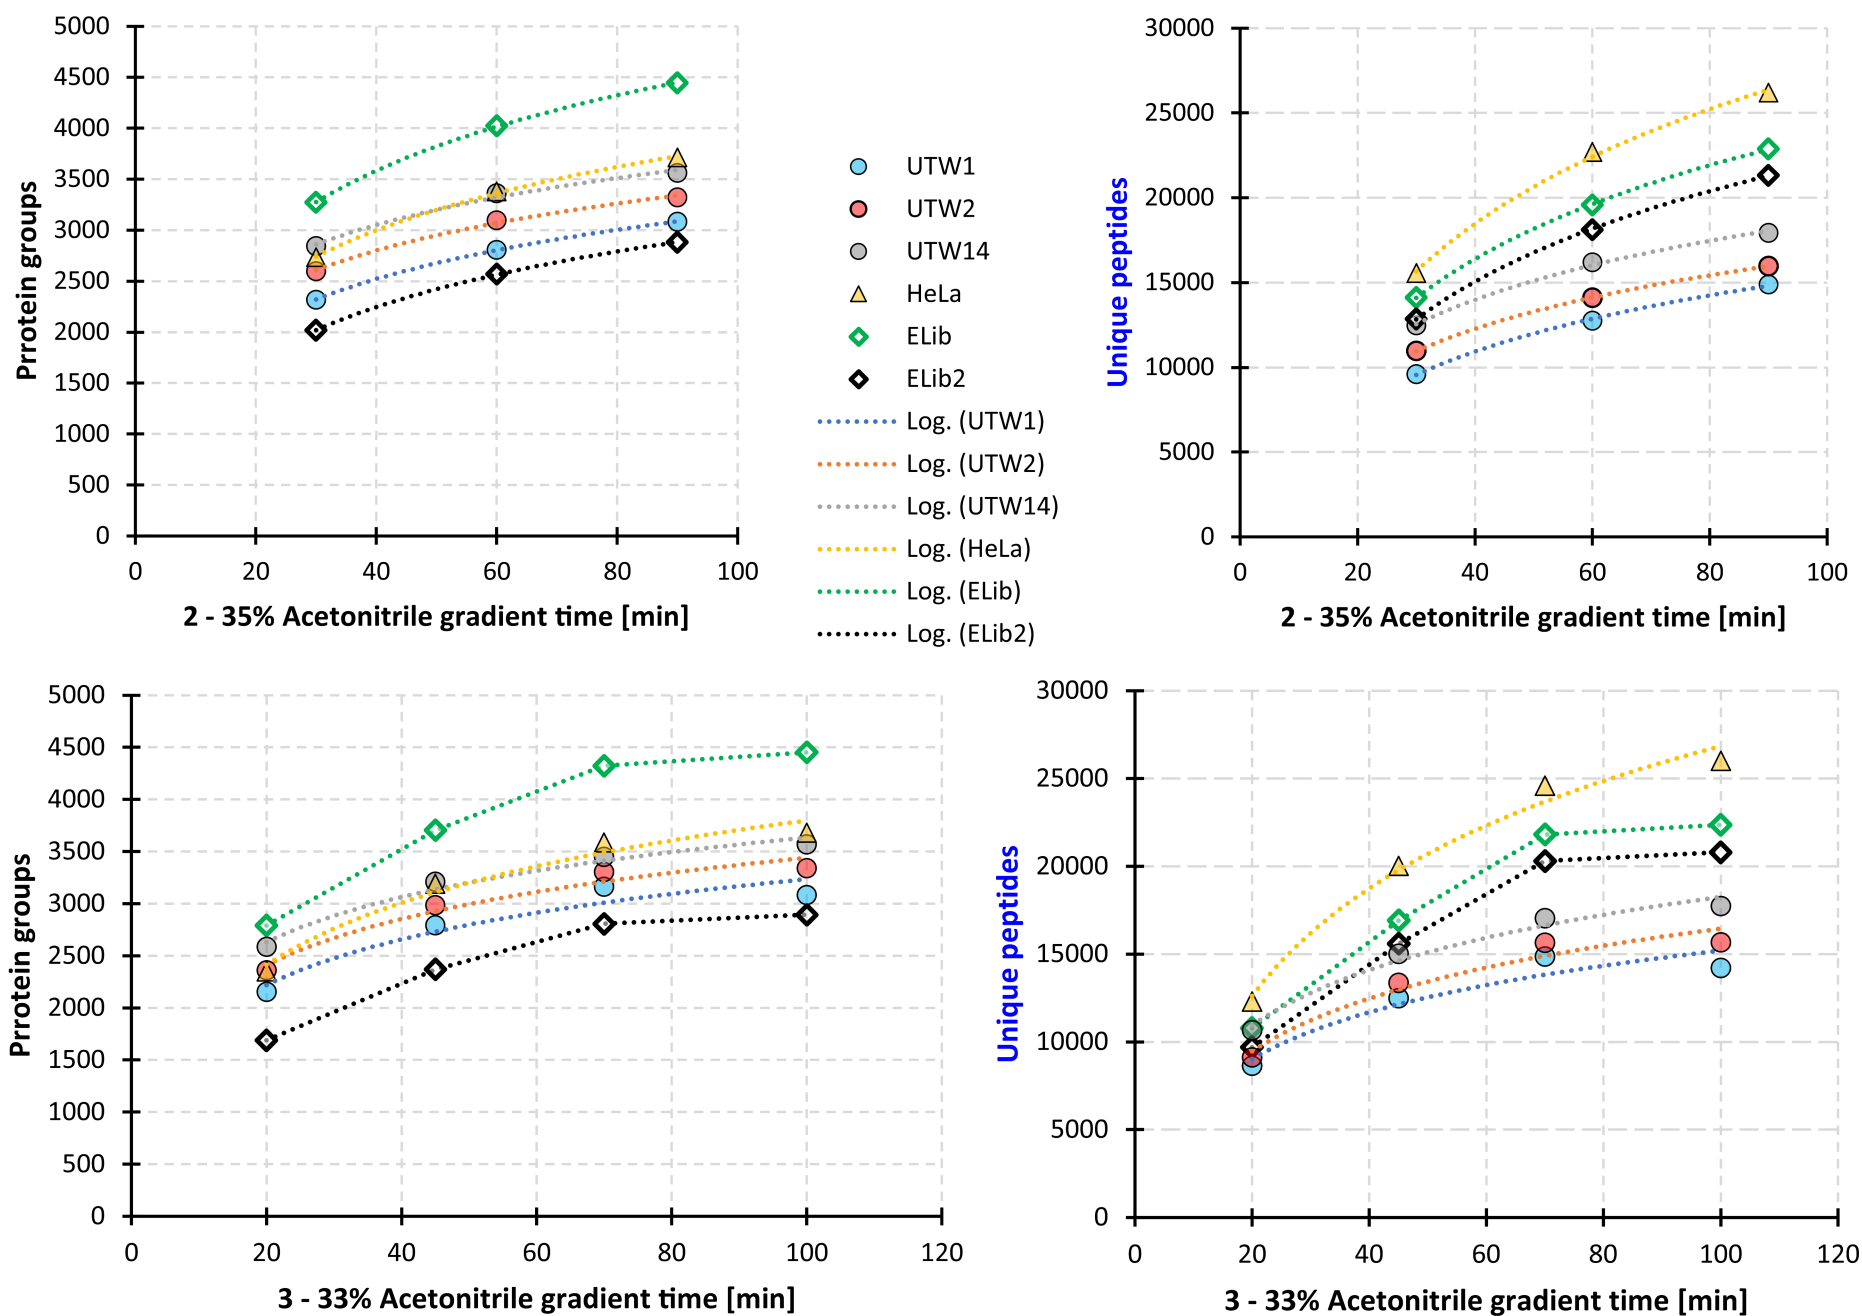 5000
4500
4000
3500
3000
2500
2000
1500
1000
500
0
0 20 40 60 80 100
Prrotein groups
2 - 35% Acetonitrile gradient time [min]
UTW1
UTW2
UTW14
HeLa
ELib
ELib2
Log. (UTW1)
Log. (UTW2)
Log. (UTW14)
Log. (HeLa)
Log. (ELib)
Log. (ELib2)
30000
25000
20000
15000
10000
5000
0
0 20 40 60 80 100
Unique peptides
2 - 35% Acetonitrile gradient time [min]
5000
4500
4000
3500
3000
2500
2000
1500
1000
500
0
0 20 40 60 80 100 120
Prrotein groups
3 - 33% Acetonitrile gradient time [min]
30000
25000
20000
15000
10000
5000
0
0 20 40 60 80 100 120
Unique peptides
3 - 33% Acetonitrile gradient time [min]